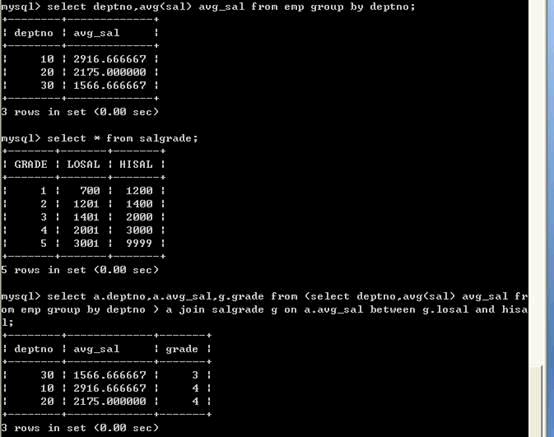 mysql> select deptno,avg(sal) avg_sal from emp group by deptno;
+--------+-------------+
| deptno | avg_sal     |
+--------+-------------+
|     10 | 2916.666667 |
|     20 | 2175.000000 |
|     30 | 1566.666667 |
+--------+-------------+
3 rows in set (0.00 sec)
mysql> select * from salgrade;
+-------+-------+-------+
| GRADE | LOSAL | HISAL |
+-------+-------+-------+
|     1 |   700 |  1200 |
|     2 |  1201 |  1400 |
|     3 |  1401 |  2000 |
|     4 |  2001 |  3000 |
|     5 |  3001 |  9999 |
+-------+-------+-------+
5 rows in set (0.00 sec)
mysql> select a.deptno,a.avg_sal,g.grade from (select deptno,avg(sal) avg_sal fr
om emp group by deptno ) a join salgrade g on a.avg_sal between g.losal and hisa
l;
+--------+-------------+-------+
| deptno | avg_sal     | grade |
+--------+-------------+-------+
|     30 | 1566.666667 |     3 |
|     10 | 2916.666667 |     4 |
|     20 | 2175.000000 |     4 |
+--------+-------------+-------+
3 rows in set (0.00 sec)